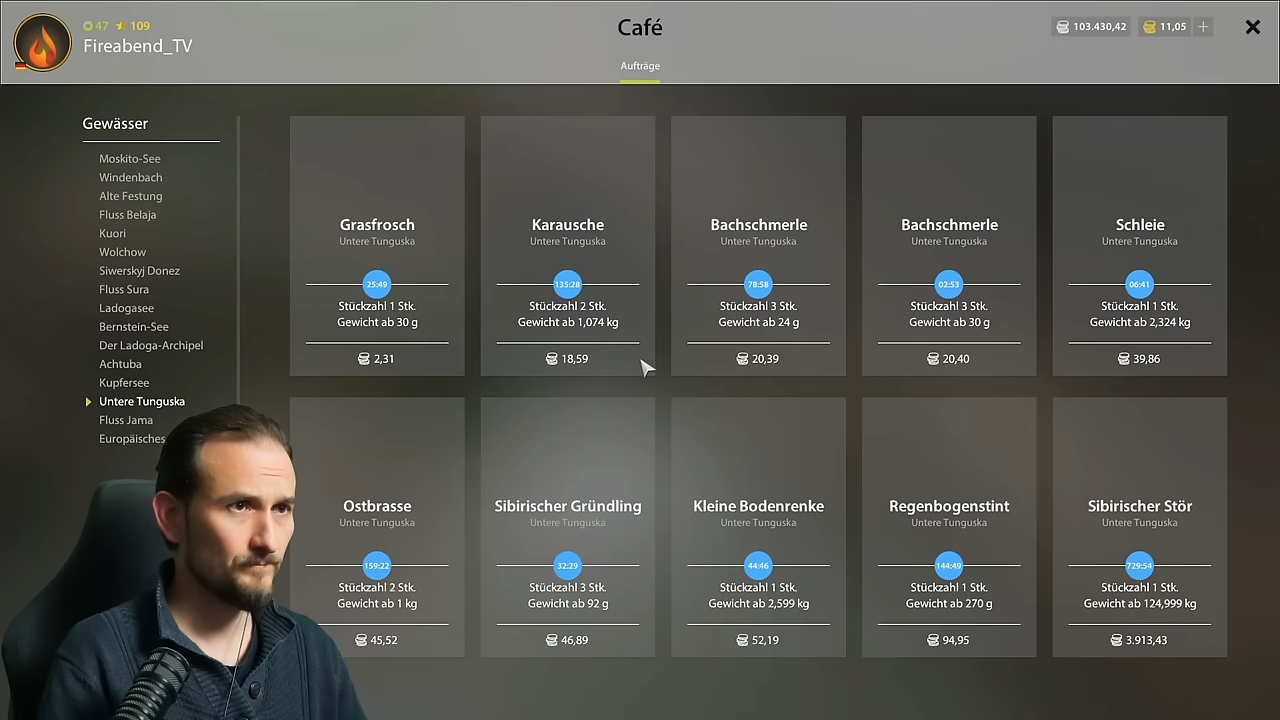 47 109
Fireabend_TV
Café
Aufträge
103.430,42
11,05
Gewässer
Moskito-See
Windenbach
Alte Festung
Fluss Belaja
Kuori
Wolchow
Siwerskyj Donez
Fluss Sura
Ladogasee
Bernstein-See
Der Ladoga-Archipel
Achtuba
Kupfersee
Untere Tunguska
Fluss Jama
Europäisches
Grasfrosch
Untere Tunguska
25:49
Stückzahl 1 Stk.
Gewicht ab 30 g
2,31
Karausche
Untere Tunguska
135:28
Stückzahl 2 Stk.
Gewicht ab 1,074 kg
18,59
Bachschmerle
Untere Tunguska
78:58
Stückzahl 3 Stk.
Gewicht ab 24 g
20,39
Bachschmerle
Untere Tunguska
02:53
Stückzahl 3 Stk.
Gewicht ab 30 g
20,40
Schleie
Untere Tunguska
06:41
Stückzahl 1 Stk.
Gewicht ab 2,324 kg
39,86
Ostbrasse
Untere Tunguska
159:22
Stückzahl 2 Stk.
Gewicht ab 1 kg
45,52
Sibirischer Gründling
Untere Tunguska
32:29
Stückzahl 3 Stk.
Gewicht ab 92 g
46,89
Kleine Bodenrenke
Untere Tunguska
44:46
Stückzahl 1 Stk.
Gewicht ab 2,599 kg
52,19
Regenbogenstint
Untere Tunguska
144:49
Stückzahl 1 Stk.
Gewicht ab 270 g
94,95
Sibirischer Stör
Untere Tunguska
729:54
Stückzahl 1 Stk.
Gewicht ab 124,999 kg
3.913,43